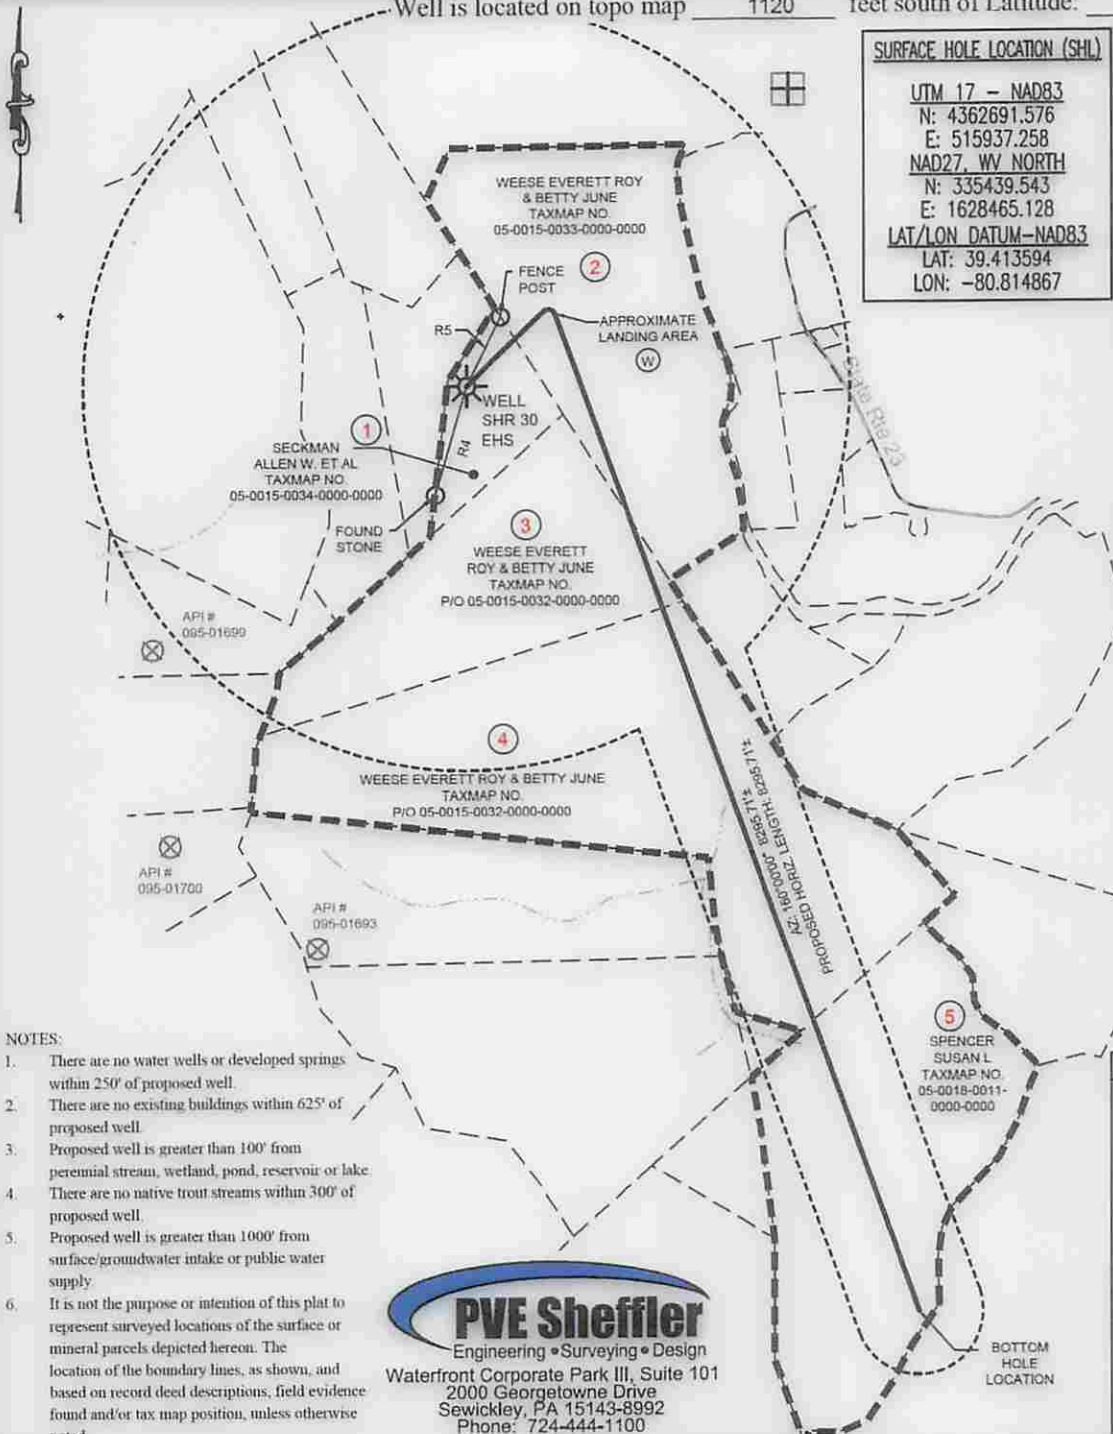 Well is located on topo map 1120 feet south of Latitude:
SURFACE HOLE LOCATION (SHL)
UTM 17 - NAD83
N: 4362691.576
E: 515937.258
NAD27, WV NORTH
N: 335439.543
E: 1628465.128
LAT/LON DATUM-NAD83
LAT: 39.413594
LON: -80.814867
WEESE EVERETT ROY
& BETTY JUNE
TAXMAP NO.
05-0015-0033-0000-0000
2
FENCE
POST
R5
APPROXIMATE
LANDING AREA
W
State Rte 23
WELL
SHR 30
EHS
R4
1
SECKMAN
ALLEN W. ET AL
TAXMAP NO.
05-0015-0034-0000-0000
FOUND
STONE
3
WEESE EVERETT
ROY & BETTY JUNE
TAXMAP NO.
P/O 05-0015-0032-0000-0000
API #
095-01699
4
WEESE EVERETT ROY & BETTY JUNE
TAXMAP NO.
P/O 05-0015-0032-0000-0000
AZ: 160°00'00" 8295.71'±
PROPOSED HORIZ. LENGTH: 8295.71'±
API #
095-01700
API #
095-01693
5
SPENCER
SUSAN L
TAXMAP NO.
05-0018-0011-
0000-0000
NOTES:
1. There are no water wells or developed springs
within 250' of proposed well.
2. There are no existing buildings within 625' of
proposed well.
3. Proposed well is greater than 100' from
perennial stream, wetland, pond, reservoir or lake.
4. There are no native trout streams within 300' of
proposed well.
5. Proposed well is greater than 1000' from
surface/groundwater intake or public water
supply.
6. It is not the purpose or intention of this plat to
represent surveyed locations of the surface or
mineral parcels depicted hereon. The
location of the boundary lines, as shown, and
based on record deed descriptions, field evidence
found and/or tax map position, unless otherwise
PVE Sheffler
Engineering • Surveying • Design
Waterfront Corporate Park III, Suite 101
2000 Georgetowne Drive
Sewickley, PA 15143-8992
Phone: 724-444-1100
BOTTOM
HOLE
LOCATION